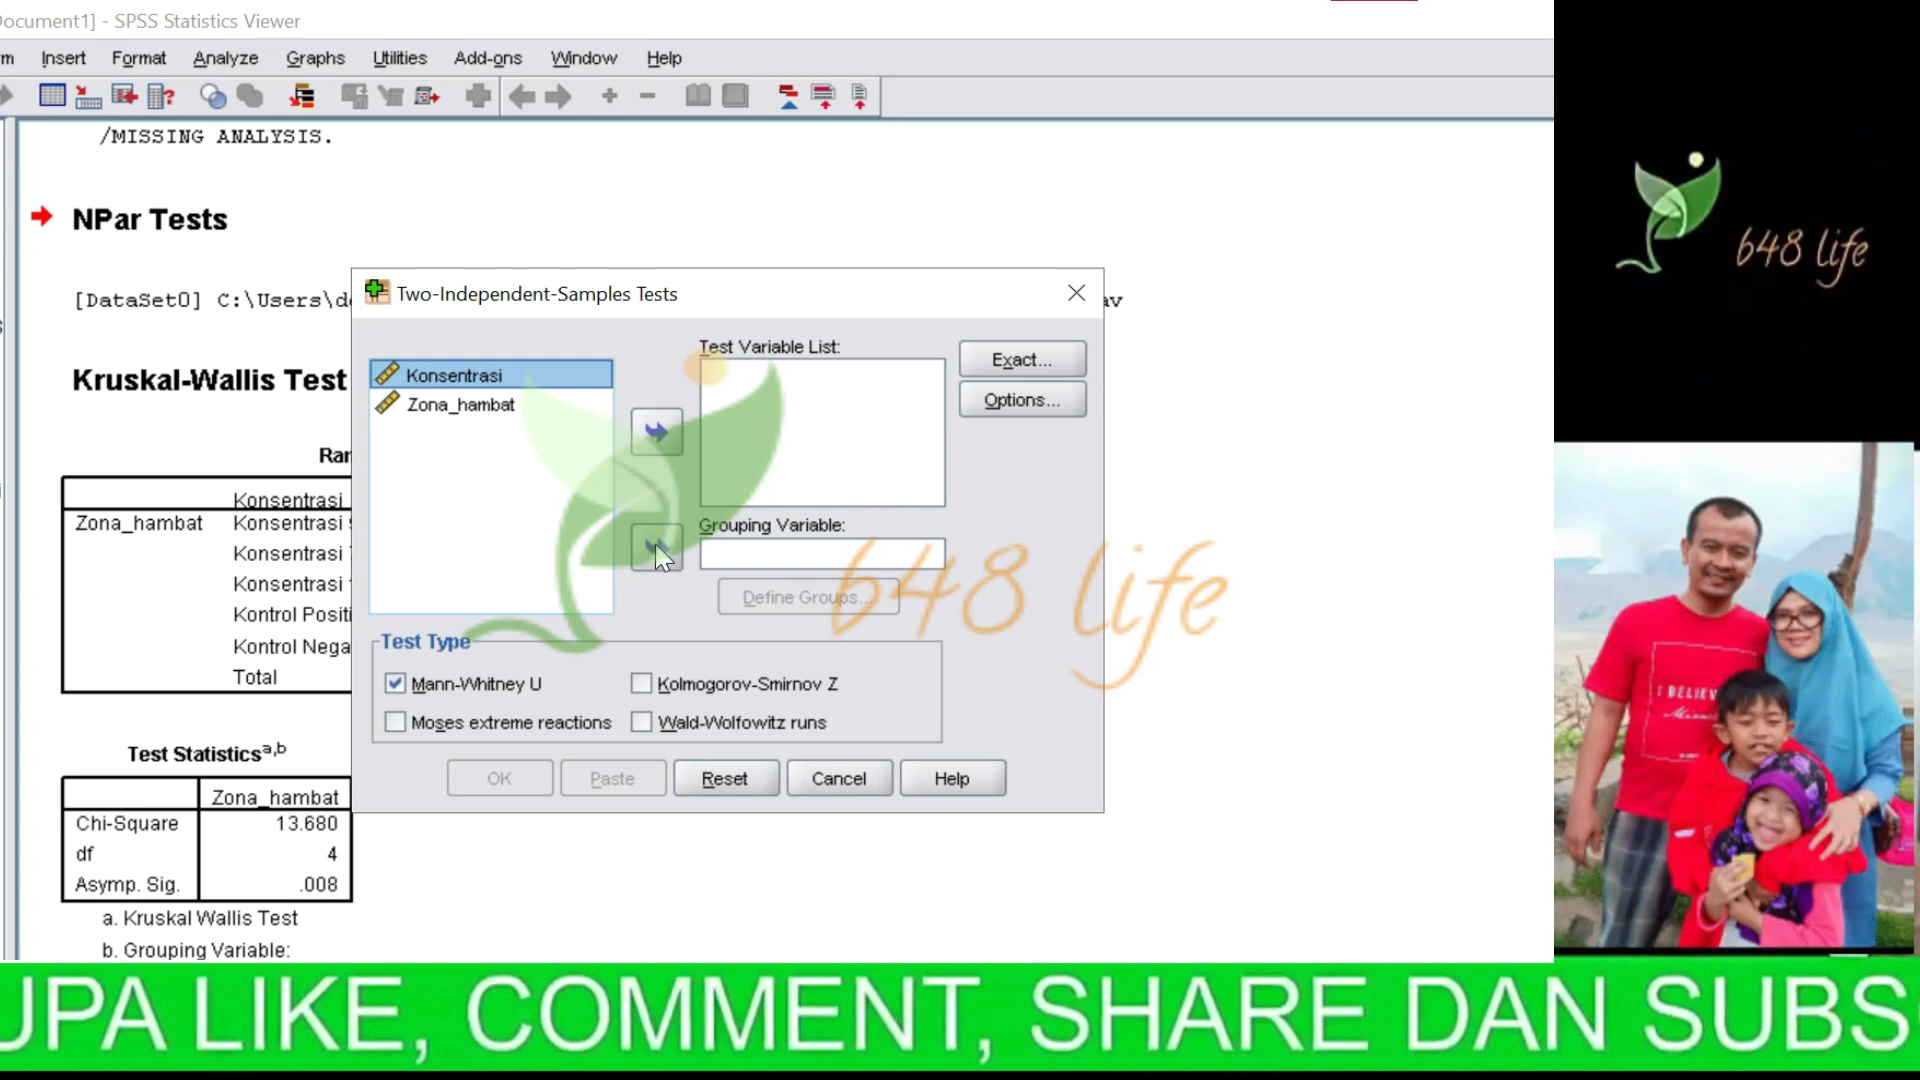 ocument1] - SPSS Statistics Viewer
m Insert Format Analyze Graphs Utilities Add-ons Window Help
/MISSING ANALYSIS.
NPar Tests
[DataSet0] C:\Users\d
av
Kruskal-Wallis Test
Ran
Konsentrasi
Zona_hambat Konsentrasi
Konsentrasi
Konsentrasi
Kontrol Positi
Kontrol Nega
Total
Test Statisticsa,b
Zona_hambat
Chi-Square 13.680
df 4
Asymp. Sig. .008
a. Kruskal Wallis Test
b. Grouping Variable:
Two-Independent-Samples Tests
Konsentrasi
Zona_hambat
Test Variable List:
Exact...
Options...
Grouping Variable:
Define Groups...
Test Type
Mann-Whitney U Kolmogorov-Smirnov Z
Moses extreme reactions Wald-Wolfowitz runs
OK Paste Reset Cancel Help
648 life
648 life
I BELIEV
UPA LIKE, COMMENT, SHARE DAN SUBS